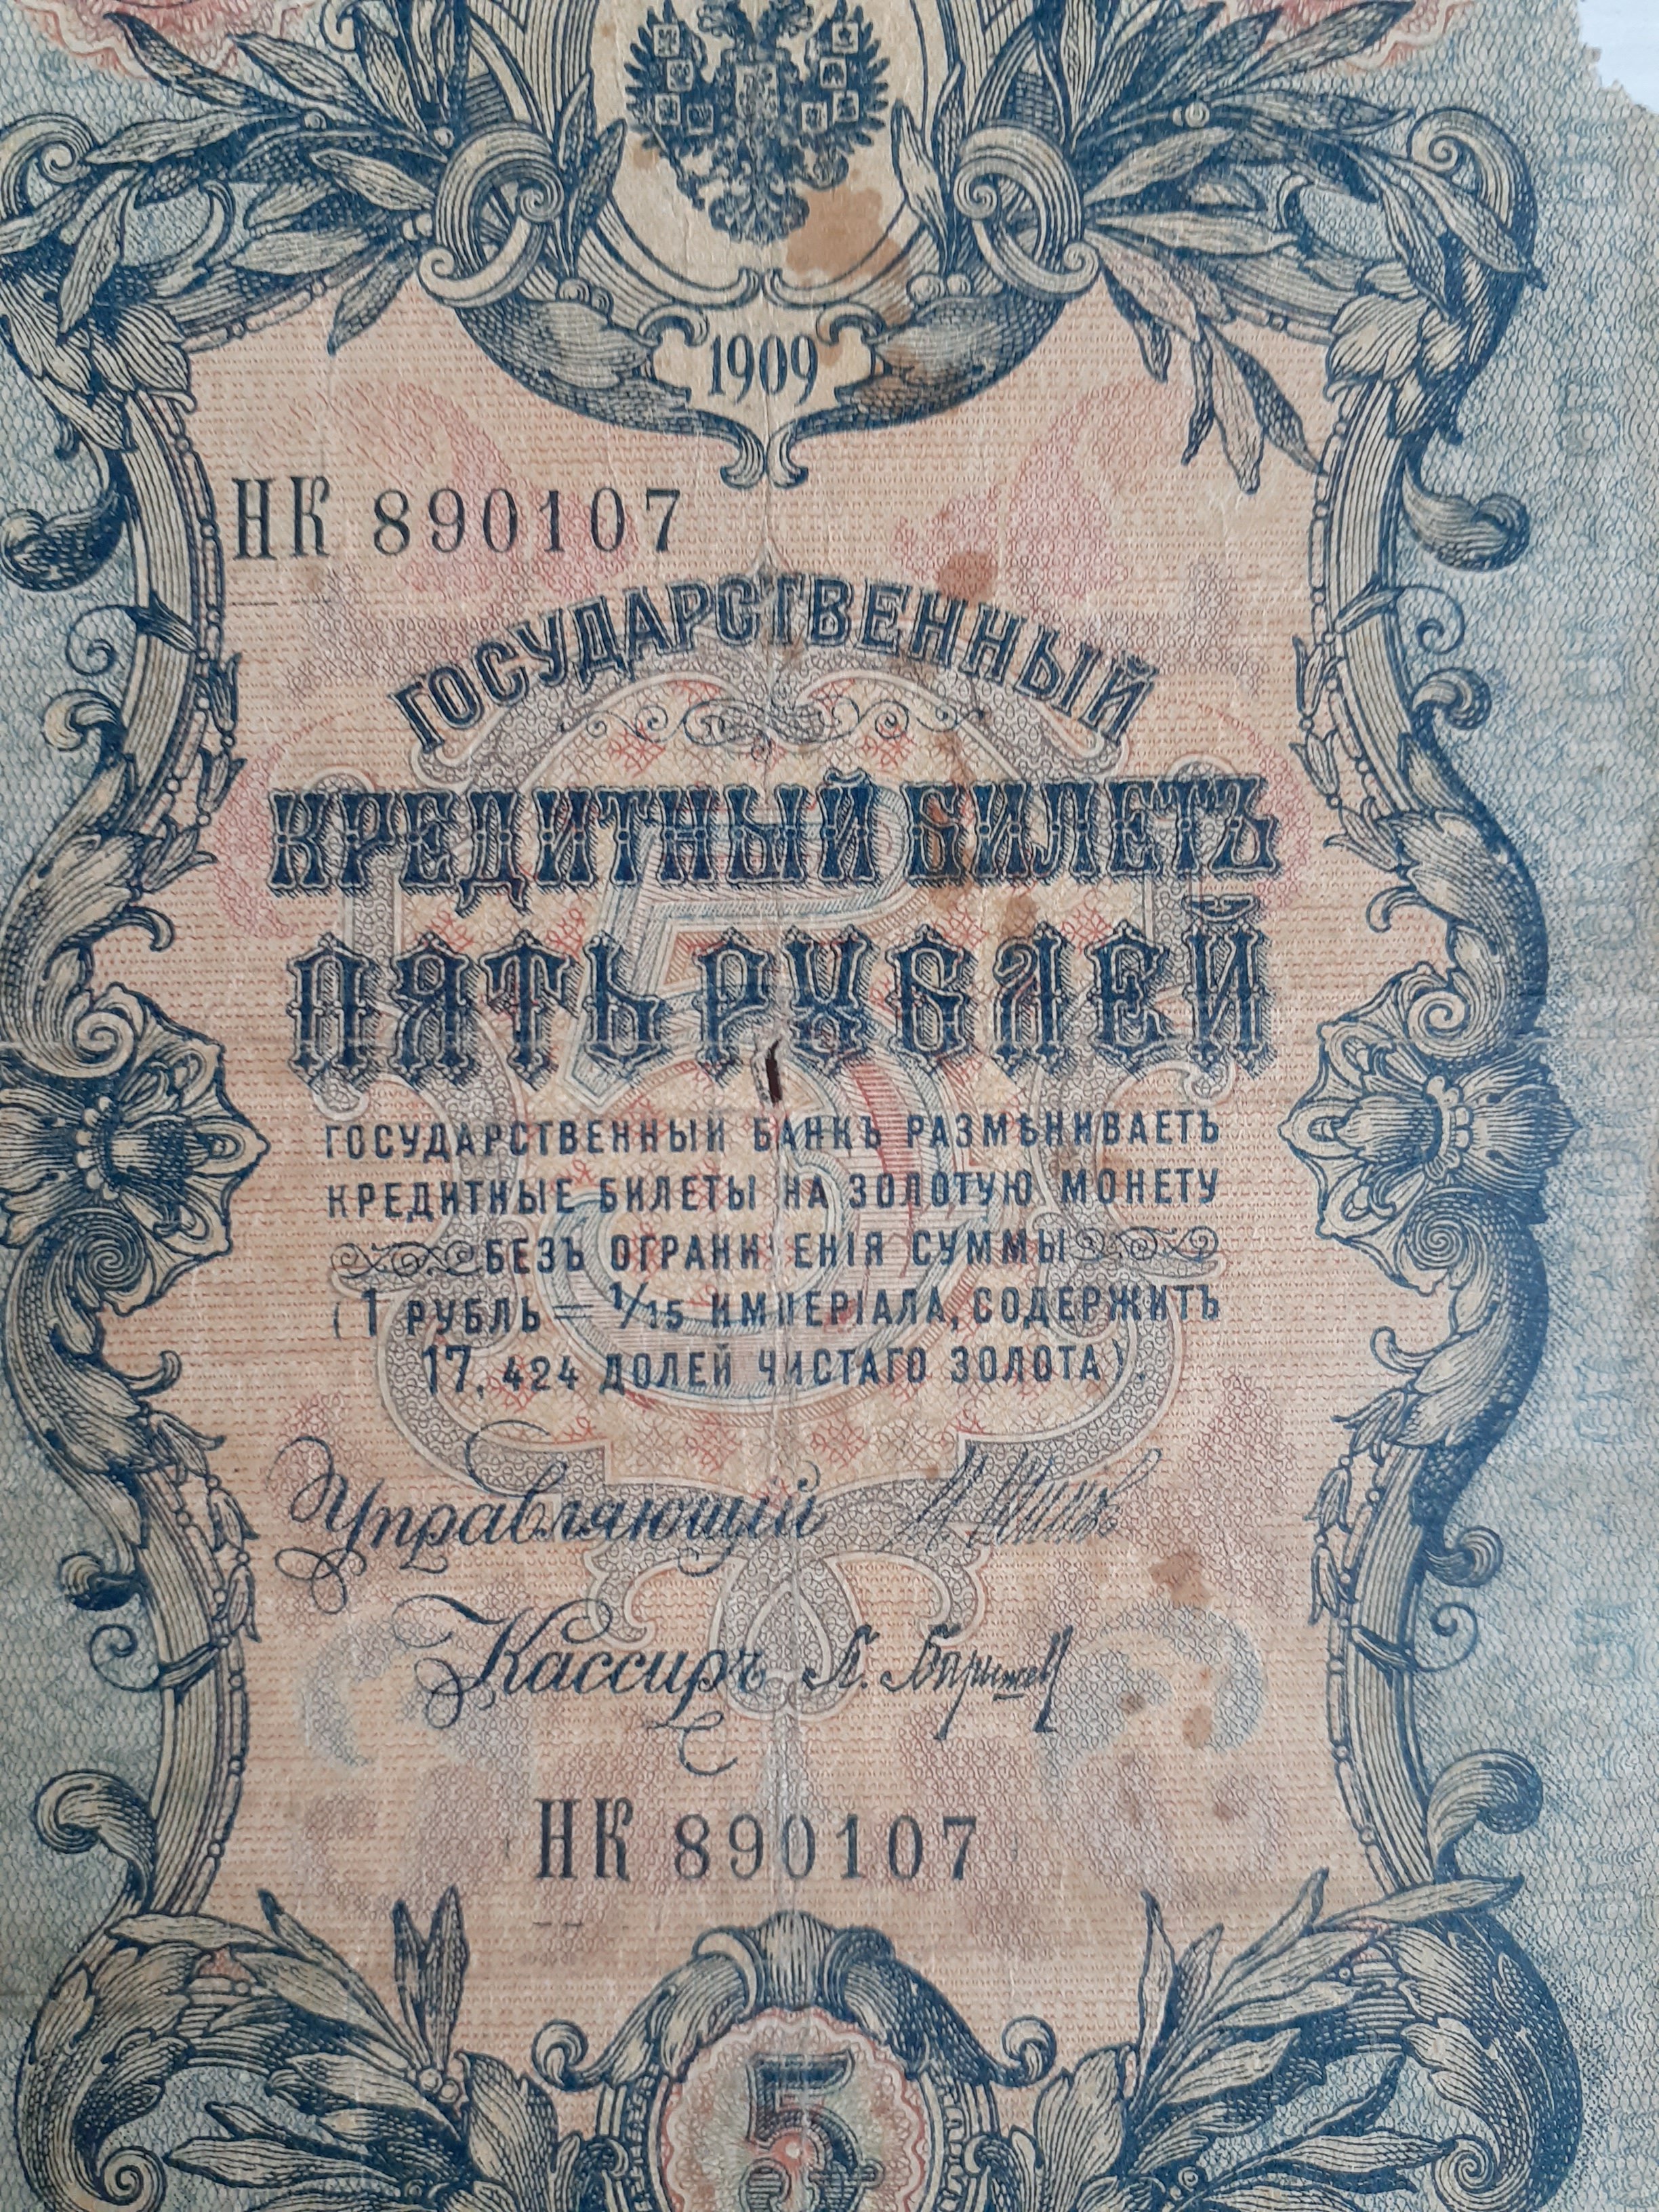 1909
НК 890107
ГОСУДАРСТВЕННЫЙ
КРЕДИТНЫЙ БИЛЕТЪ
ПЯТЬ РУБЛЕЙ
ГОСУДАРСТВЕННЫЙ БАНКЪ РАЗМѢНИВАЕТЪ
КРЕДИТНЫЕ БИЛЕТЫ НА ЗОЛОТУЮ МОНЕТУ
БЕЗЪ ОГРАНИЧЕНІЯ СУММЫ
(1 РУБЛЬ = 1/15 ИМПЕРІАЛА, СОДЕРЖИТЪ
17,424 ДОЛЕЙ ЧИСТАГО ЗОЛОТА).
Управляющій
Кассиръ
НК 890107
5